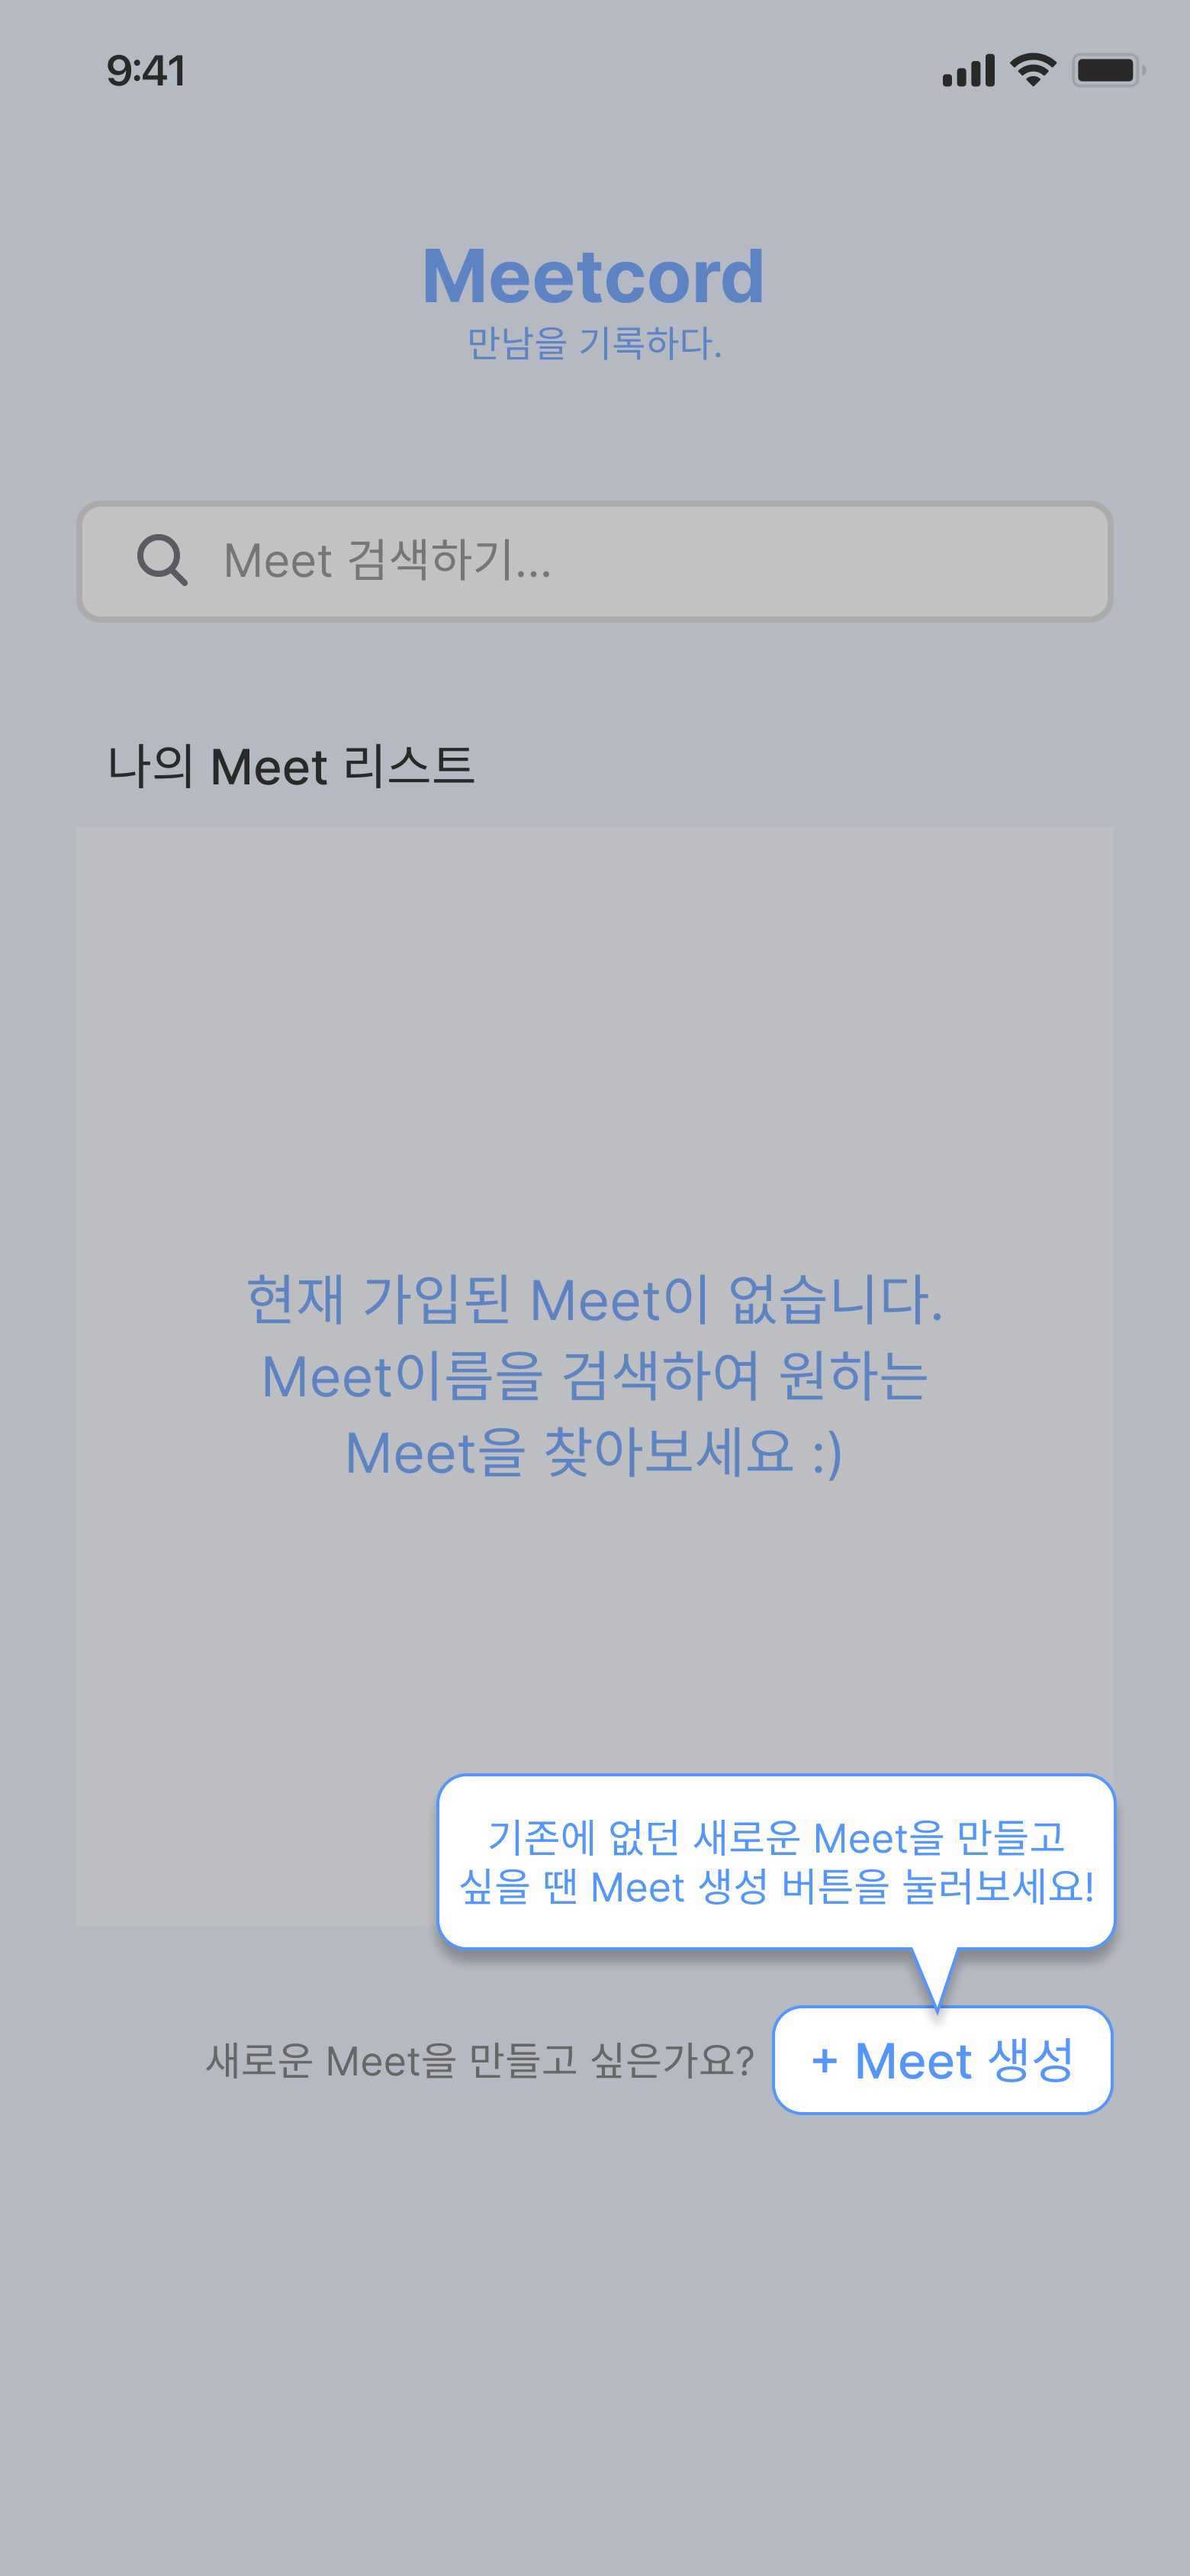 9:41
Meetcord
만남을 기록하다.
Meet 검색하기...
나의 Meet 리스트
현재 가입된 Meet이 없습니다.
Meet이름을 검색하여 원하는
Meet을 찾아보세요 :)
기존에 없던 새로운 Meet을 만들고
싶을 땐 Meet 생성 버튼을 눌러보세요!
새로운 Meet을 만들고 싶은가요?
+ Meet 생성